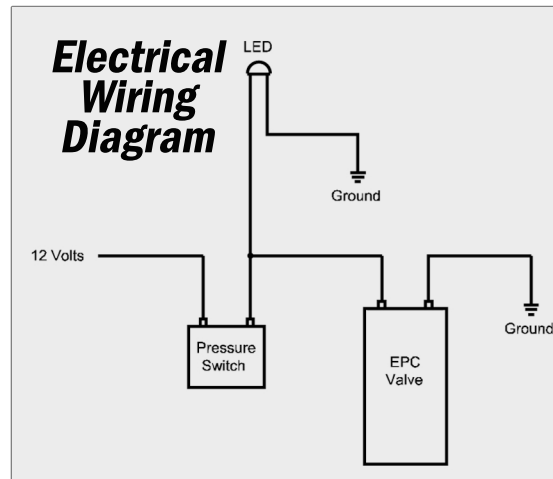 Electrical
Wiring
Diagram
LED
Ground
12 Volts
Pressure
Switch
EPC
Valve
Ground